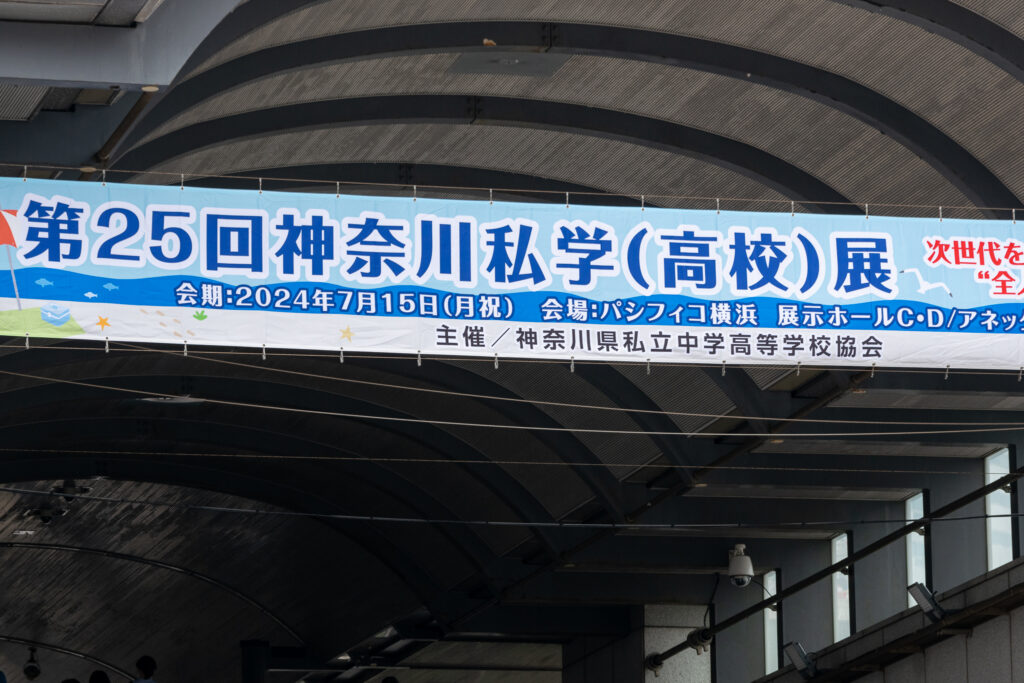 第25回神奈川私学(高校)展
次世代を
“全人
会期:2024年7月15日(月祝) 会場:パシフィコ横浜 展示ホールC・D/アネック
主催/神奈川県私立中学高等学校協会